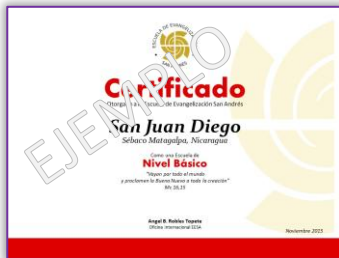 ESCUELA DE EVANGELIZACIÓN
SAN ANDRÉS
Certificado
Otorgado a la Escuela de Evangelización San Andrés
San Juan Diego
Sébaco Matagalpa, Nicaragua
Como una Escuela de
Nivel Básico
"Vayan por todo el mundo
y proclamen la Buena Nueva a toda la creación"
Mc 16,15
EJEMPLO
Angel B. Robles Tapeta
Oficina Internacional EESA
Noviembre 2015